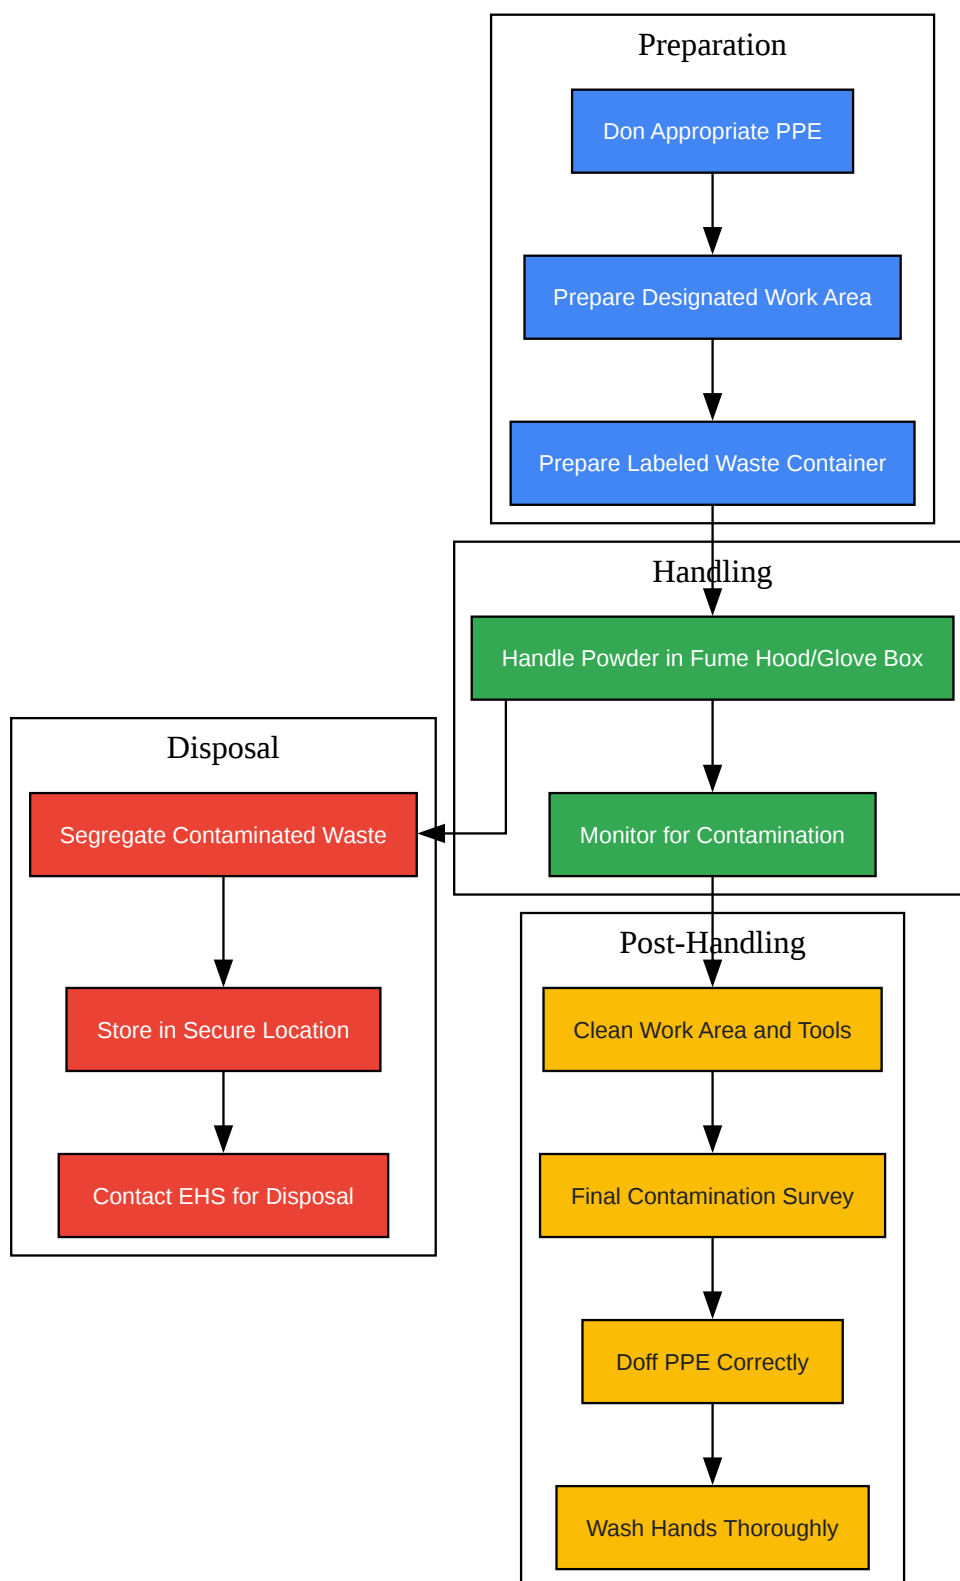 Preparation
Don Appropriate PPE
Prepare Designated Work Area
Prepare Labeled Waste Container
Handling
Handle Powder in Fume Hood/Glove Box
Monitor for Contamination
Disposal
Segregate Contaminated Waste
Store in Secure Location
Contact EHS for Disposal
Post-Handling
Clean Work Area and Tools
Final Contamination Survey
Doff PPE Correctly
Wash Hands Thoroughly